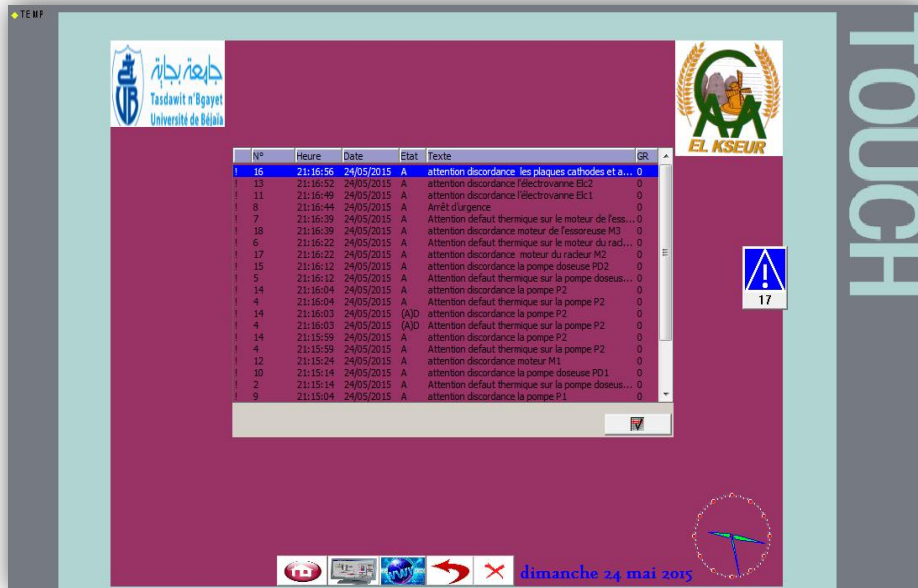 TEMP
TOUCH
جامعة بجاية
Tasdawit n'Bgayet
Université de Béjaïa
EL KSEUR
N° Heure Date Etat Texte GR
! 16 21:16:56 24/05/2015 A attention discordance les plaques cathodes et a... 0
! 13 21:16:52 24/05/2015 A attention discordance l'électrovanne Elc2 0
! 11 21:16:49 24/05/2015 A attention discordance l'électrovanne Elc1 0
! 8 21:16:44 24/05/2015 A Arrêt d'urgence 0
! 7 21:16:39 24/05/2015 A Attention defaut thermique sur le moteur de l'ess... 0
! 18 21:16:39 24/05/2015 A attention discordance moteur de l'essoreuse M3 0
! 6 21:16:22 24/05/2015 A Attention defaut thermique sur le moteur du racl... 0
! 17 21:16:22 24/05/2015 A attention discordance moteur du racleur M2 0
! 15 21:16:12 24/05/2015 A attention discordance la pompe doseuse PD2 0
! 5 21:16:12 24/05/2015 A Attention defaut thermique sur la pompe doseus... 0
! 14 21:16:04 24/05/2015 A attention discordance la pompe P2 0
! 4 21:16:04 24/05/2015 A Attention defaut thermique sur la pompe P2 0
! 14 21:16:03 24/05/2015 (A)D attention discordance la pompe P2 0
! 4 21:16:03 24/05/2015 (A)D Attention defaut thermique sur la pompe P2 0
! 14 21:15:59 24/05/2015 A attention discordance la pompe P2 0
! 4 21:15:59 24/05/2015 A Attention defaut thermique sur la pompe P2 0
! 12 21:15:24 24/05/2015 A attention discordance moteur M1 0
! 10 21:15:14 24/05/2015 A attention discordance la pompe doseuse PD1 0
! 2 21:15:14 24/05/2015 A Attention defaut thermique sur la pompe doseus... 0
! 9 21:15:04 24/05/2015 A attention discordance la pompe P1 0
17
dimanche 24 mai 2015